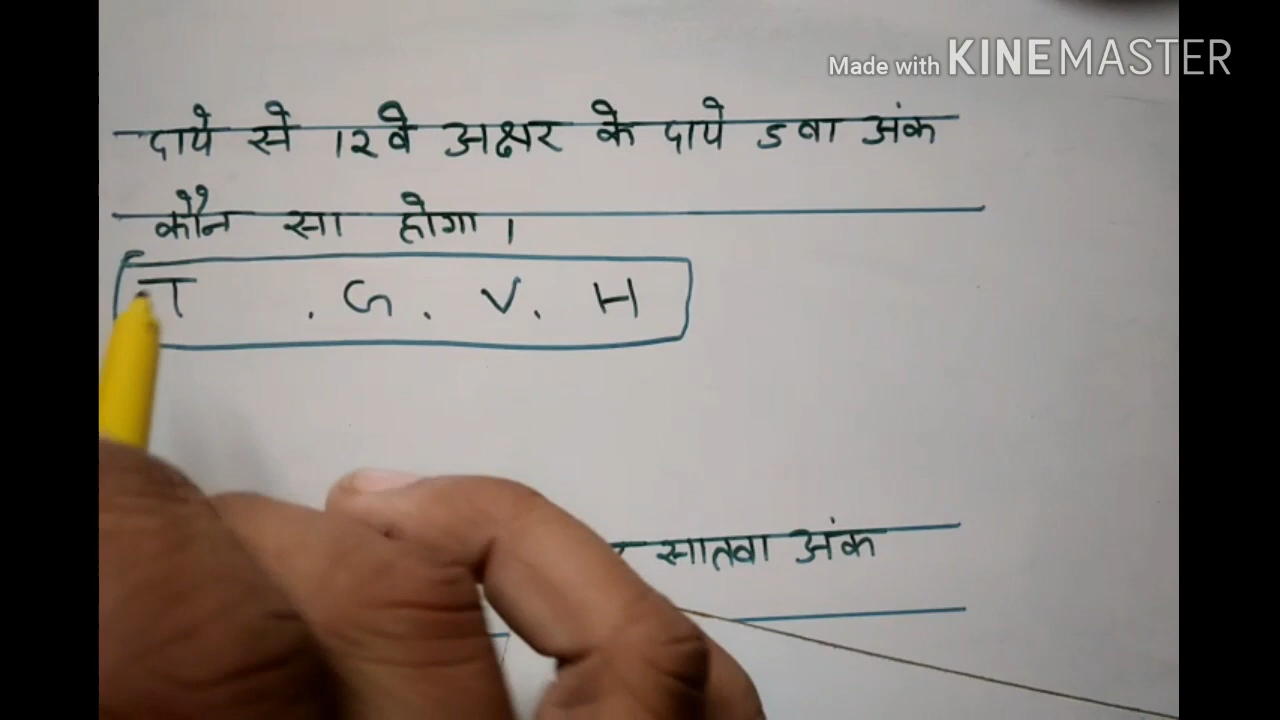 Made with KINEMASTER
दाये से 12वे अक्षर के दाये 5वा अंक
कौन सा होगा।
T . G . V . H
सातवा अंक